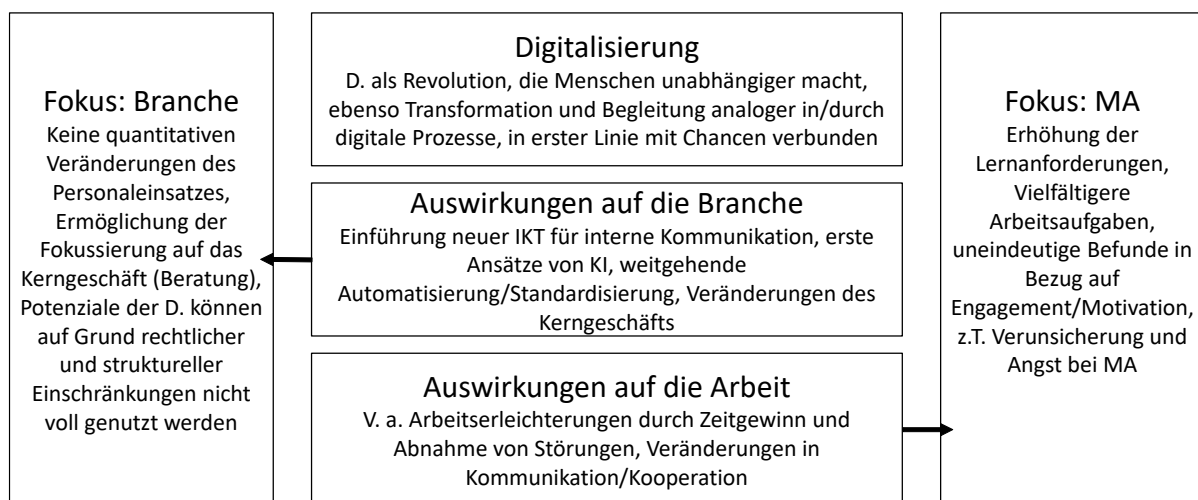 Fokus: Branche
Keine quantitativen
Veränderungen des
Personaleinsatzes,
Ermöglichung der
Fokussierung auf das
Kerngeschäft (Beratung),
Potenziale der D. können
auf Grund rechtlicher
und struktureller
Einschränkungen nicht
voll genutzt werden
Digitalisierung
D. als Revolution, die Menschen unabhängiger macht,
ebenso Transformation und Begleitung analoger in/durch
digitale Prozesse, in erster Linie mit Chancen verbunden
Auswirkungen auf die Branche
Einführung neuer IKT für interne Kommunikation, erste
Ansätze von KI, weitgehende
Automatisierung/Standardisierung, Veränderungen des
Kerngeschäfts
Auswirkungen auf die Arbeit
V. a. Arbeitserleichterungen durch Zeitgewinn und
Abnahme von Störungen, Veränderungen in
Kommunikation/Kooperation
Fokus: MA
Erhöhung der
Lernanforderungen,
Vielfältigere
Arbeitsaufgaben,
uneindeutige Befunde in
Bezug auf
Engagement/Motivation,
z.T. Verunsicherung und
Angst bei MA